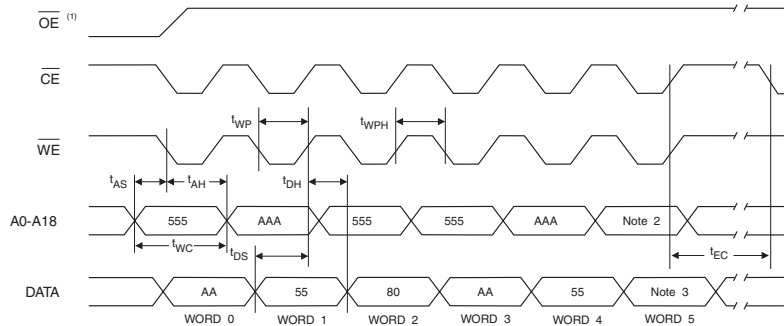 OE (1)
CE
tWP
tWPH
WE
tAS
tAH
tDH
A0-A18
555
AAA
555
555
AAA
Note 2
tWC
tDS
tEC
DATA
AA
55
80
AA
55
Note 3
WORD 0
WORD 1
WORD 2
WORD 3
WORD 4
WORD 5